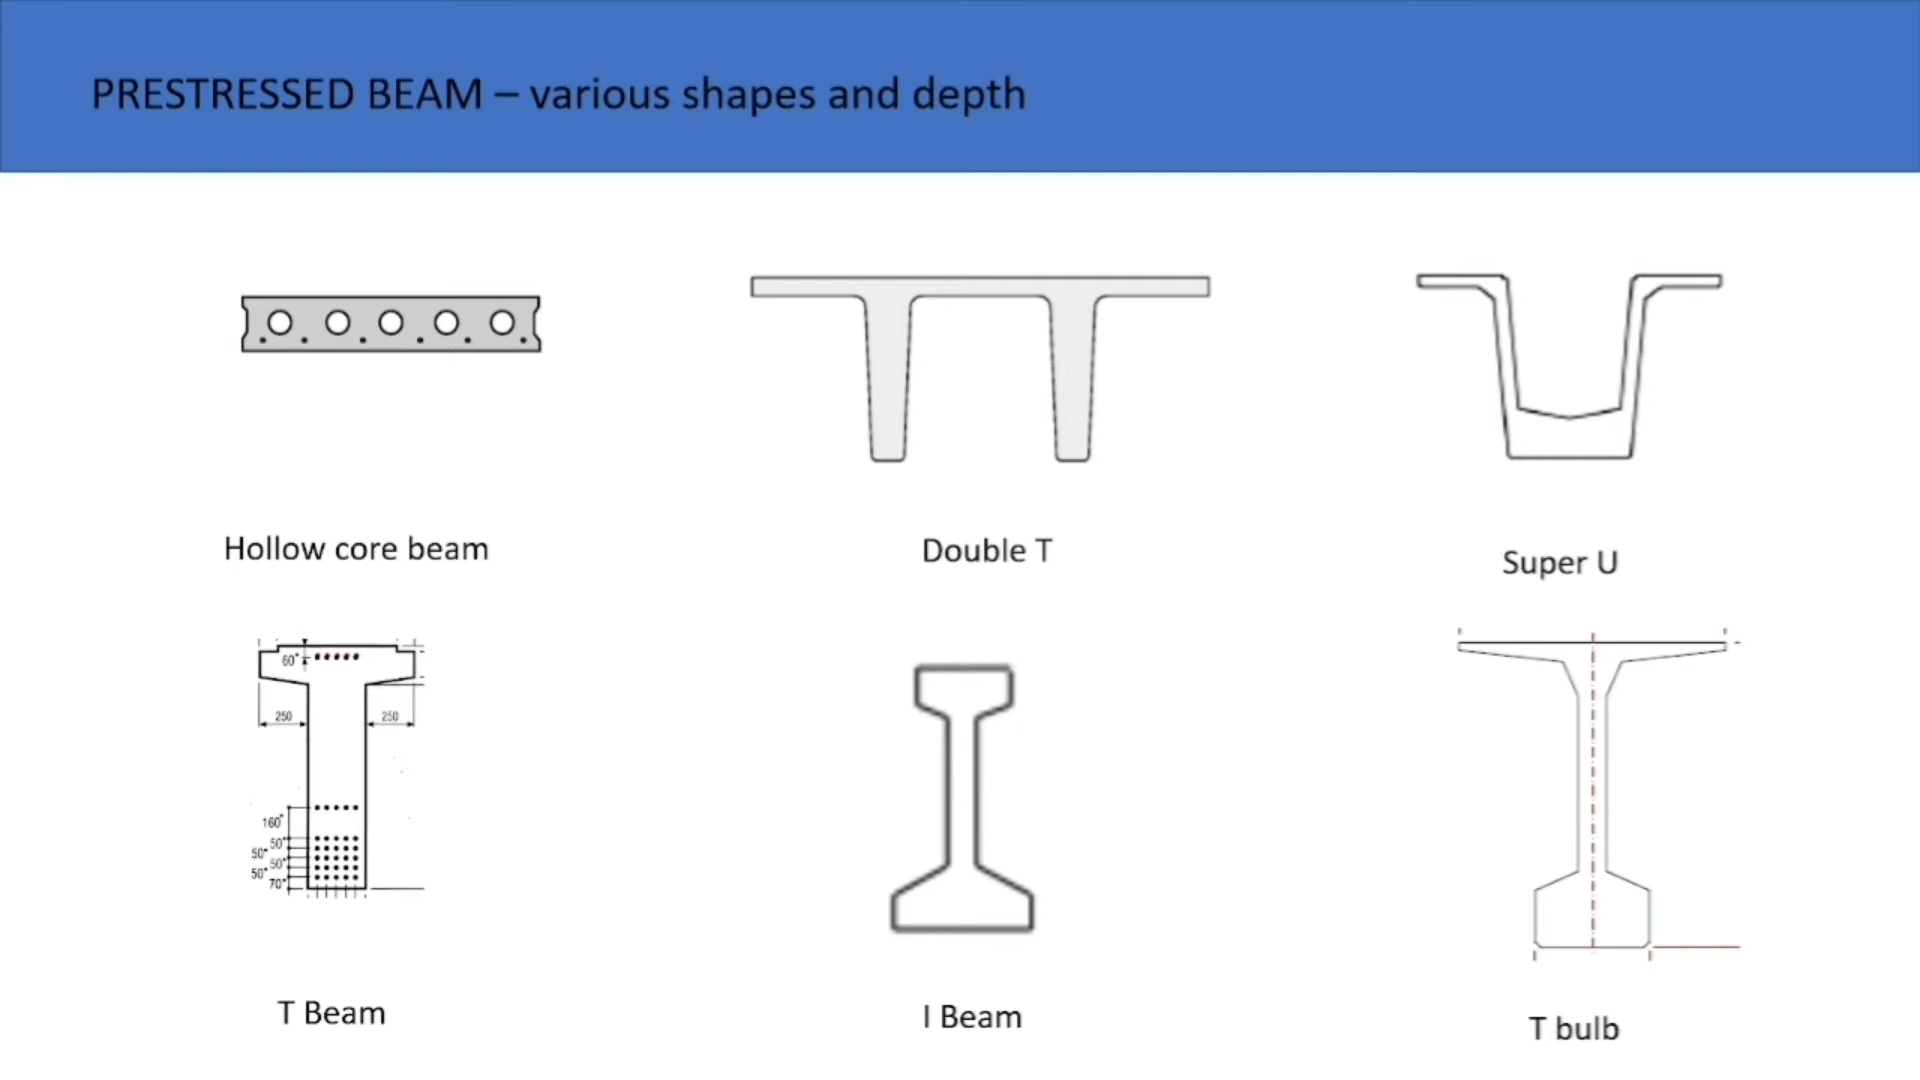 PRESTRESSED BEAM – various shapes and depth
Hollow core beam
Double T
Super U
60*
250
250
160*
50*
50*
50*
50*
70*
T Beam
I Beam
T bulb